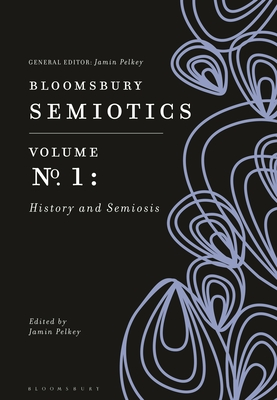 GENERAL EDITOR: Jamin Pelkey
BLOOMSBURY
SEMIOTICS
VOLUME
No. 1:
History and Semiosis
Edited by
Jamin Pelkey
BLOOMSBURY